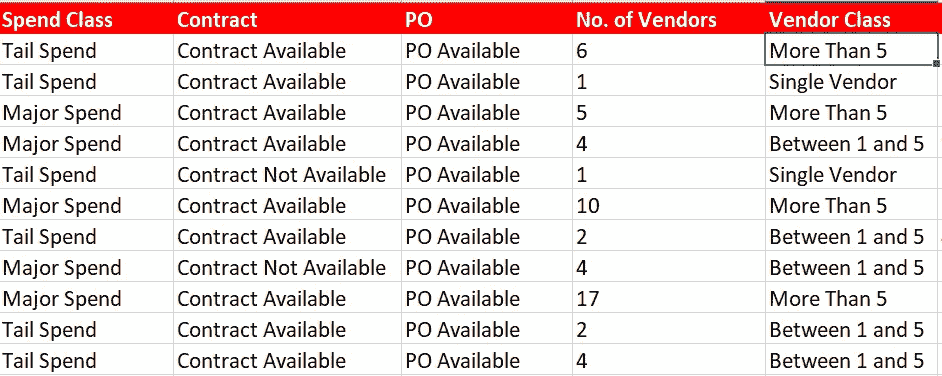 Spend Class Contract PO No. of Vendors Vendor Class
Tail Spend Contract Available PO Available 6 More Than 5
Tail Spend Contract Available PO Available 1 Single Vendor
Major Spend Contract Available PO Available 5 More Than 5
Major Spend Contract Available PO Available 4 Between 1 and 5
Tail Spend Contract Not Available PO Available 1 Single Vendor
Major Spend Contract Available PO Available 10 More Than 5
Tail Spend Contract Available PO Available 2 Between 1 and 5
Major Spend Contract Not Available PO Available 4 Between 1 and 5
Major Spend Contract Available PO Available 17 More Than 5
Tail Spend Contract Available PO Available 2 Between 1 and 5
Tail Spend Contract Available PO Available 4 Between 1 and 5